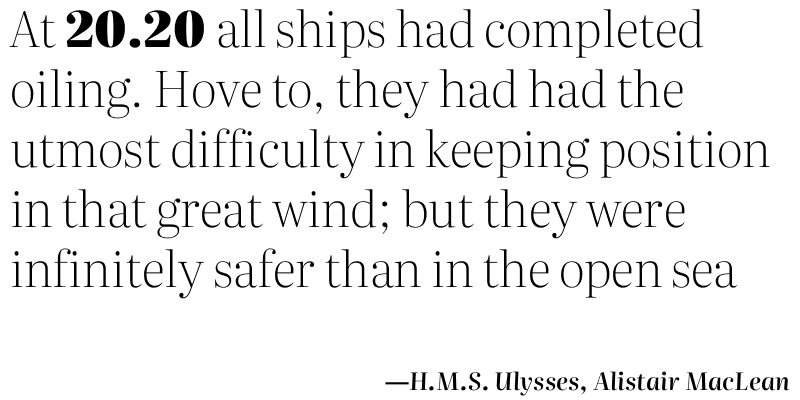 At 20.20 all ships had completed
oiling. Hove to, they had had the
utmost difficulty in keeping position
in that great wind; but they were
infinitely safer than in the open sea
—H.M.S. Ulysses, Alistair MacLean